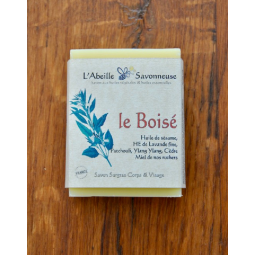 L'Abeille Savonneuse
le Boisé
Huile de sésame,
HE de Lavande fine,
Patchouli, Ylang Ylang, Cèdre
Miel de nos ruchers
Savon Surgras Corps & Visage